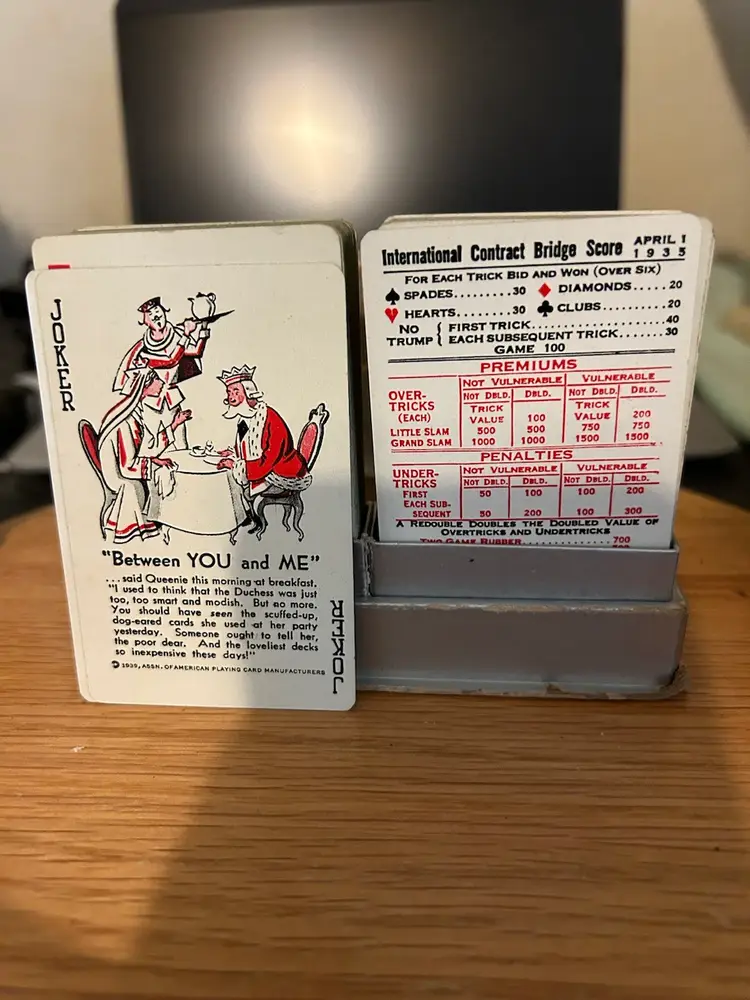 JOKER
"Between YOU and ME"
...said Queenie this morning at breakfast.
"I used to think that the Duchess was just
too, too smart and modish. But no more.
You should have seen the scuffed-up,
dog-eared cards she used at her party
yesterday. Someone ought to tell her,
the poor dear. And the loveliest decks
so inexpensive these days!"
© 1939, ASSN. OF AMERICAN PLAYING CARD MANUFACTURERS
JOKER
International Contract Bridge Score APRIL 1
1935
FOR EACH TRICK BID AND WON (OVER SIX)
♠ SPADES........30 ♦ DIAMONDS.....20
♥ HEARTS........30 ♣ CLUBS........20
NO TRUMP { FIRST TRICK....................40
EACH SUBSEQUENT TRICK......30
GAME 100
PREMIUMS
NOT VULNERABLE VULNERABLE
NOT DBLD. DBLD. NOT DBLD. DBLD.
OVER-TRICKS (EACH) TRICK VALUE 100 TRICK VALUE 200
LITTLE SLAM 500 500 750 750
GRAND SLAM 1000 1000 1500 1500
PENALTIES
UNDER-TRICKS NOT VULNERABLE VULNERABLE
NOT DBLD. DBLD. NOT DBLD. DBLD.
FIRST 50 100 100 200
EACH SUB-SEQUENT 50 200 100 300
A REDOUBLE DOUBLES THE DOUBLED VALUE OF
OVERTRICKS AND UNDERTRICKS
TWO GAME RUBBER...............700